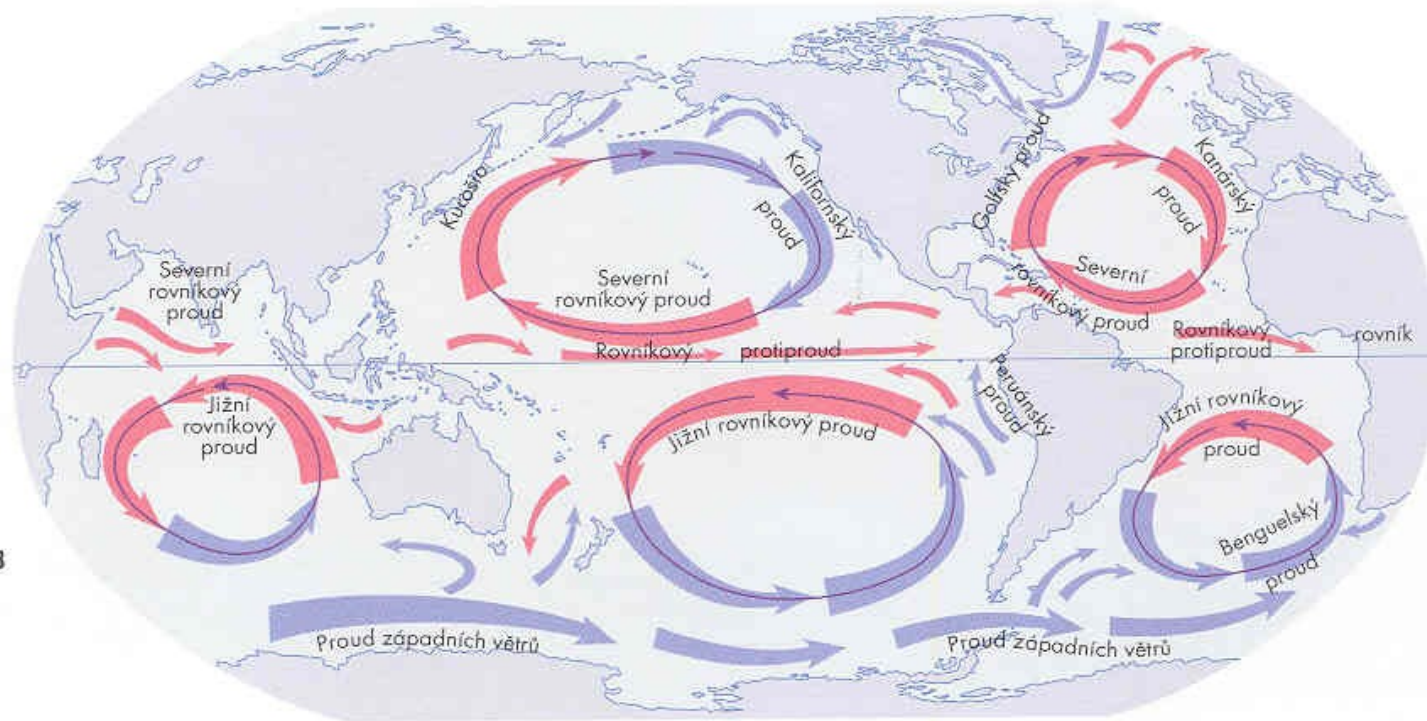 Golfský proud
Kanárský
proud
Kurošio
Kalifornský
proud
Severní
rovníkový
proud
Severní
rovníkový proud
Severní
rovníkový proud
Rovníkový
protiproud
Rovníkový
protiproud
rovník
Jižní
rovníkový
proud
Jižní rovníkový proud
Peruánský
proud
Jižní rovníkový
proud
Benguelský
proud
Proud západních větrů
Proud západních větrů